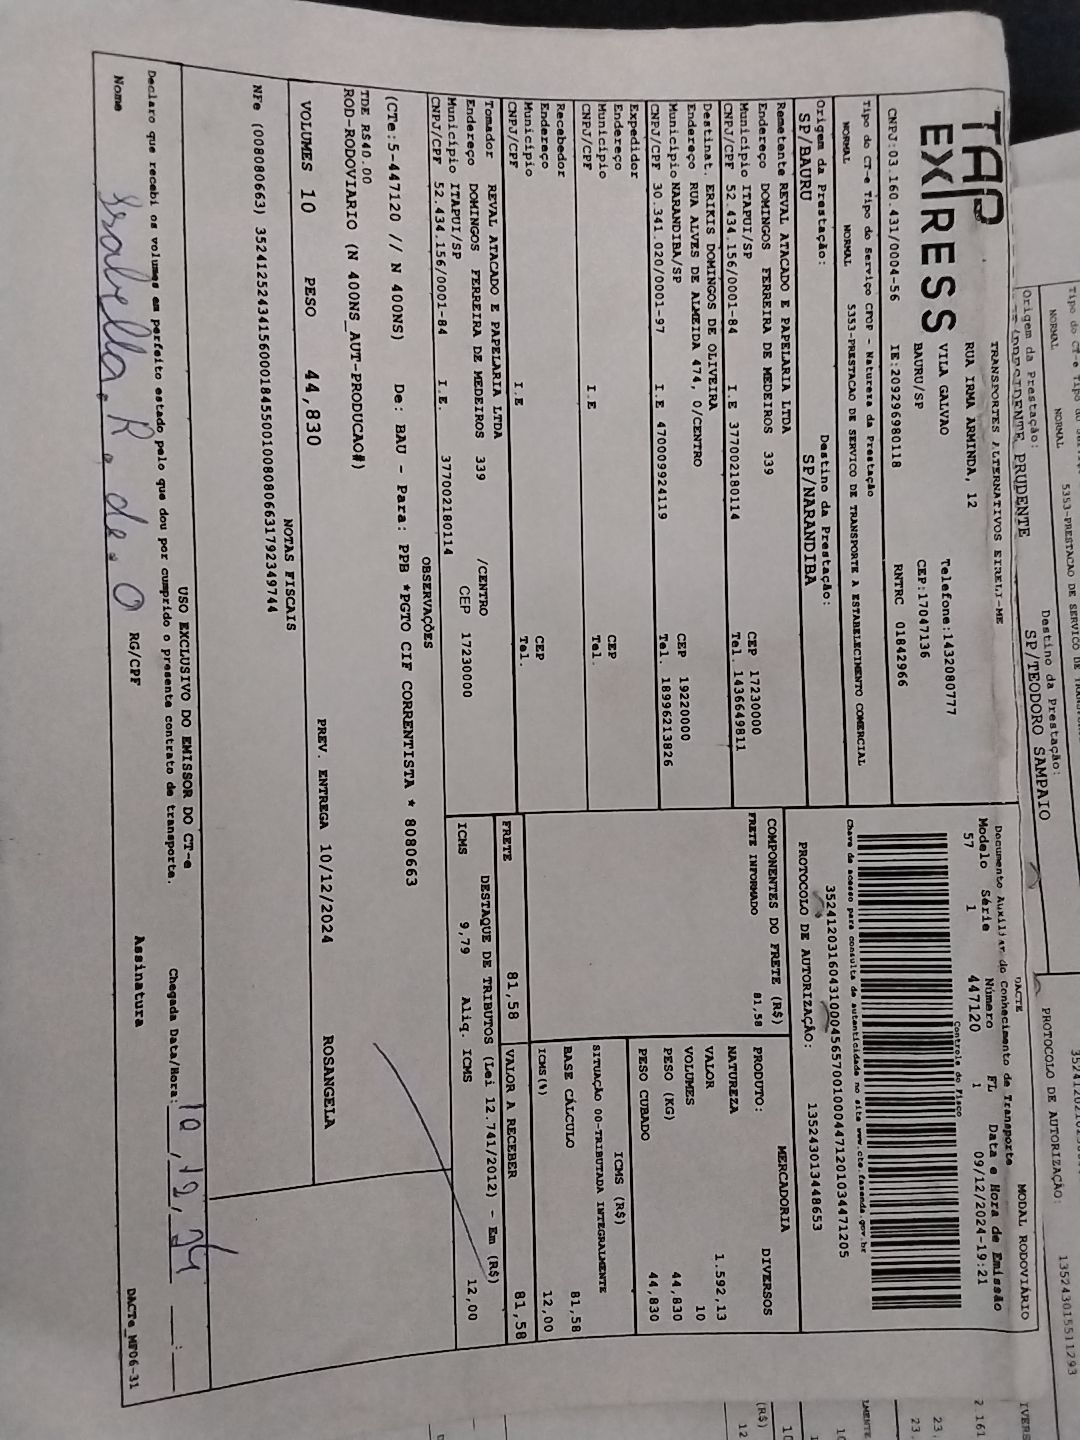 TAP
EXPRESS
TRANSPORTES ALTERNATIVOS EIRELI-ME
RUA IRMA ARMINDA, 12
VILA GALVAO Telefone:1432080777
BAURU/SP CEP:17047136
CNPJ:03.160.431/0004-56 IE:209296980118 RNTRC 01842966
Tipo do CT-e Tipo do Serviço CFOP - Natureza da Prestação
NORMAL NORMAL 5353-PRESTACAO DE SERVICO DE TRANSPORTE A ESTABELECIMENTO COMERCIAL
Origem da Prestação: Destino da Prestação:
SP/BAURU SP/NARANDIBA
Remetente REVAL ATACADO E PAPELARIA LTDA
Endereço DOMINGOS FERREIRA DE MEDEIROS 339
Município ITAPUI/SP CEP 17230000
CNPJ/CPF 52.434.156/0001-84 I.E 377002180114 Tel. 1436649811
Destinat. ERIKIS DOMINGOS DE OLIVEIRA
Endereço RUA ALVES DE ALMEIDA 474, 0/CENTRO
Município NARANDIBA/SP CEP 19220000
CNPJ/CPF 30.341.020/0001-97 I.E 470009924119 Tel. 18996213826
Expedidor
Endereço
Município CEP
CNPJ/CPF I.E Tel.
Recebedor
Endereço
Município CEP
CNPJ/CPF I.E Tel.
Tomador REVAL ATACADO E PAPELARIA LTDA
Endereço DOMINGOS FERREIRA DE MEDEIROS 339 /CENTRO
Município ITAPUI/SP CEP 17230000
CNPJ/CPF 52.434.156/0001-84 I.E. 377002180114
DACTE MODAL RODOVIÁRIO
Documento Auxiliar do Conhecimento de Transporte
Modelo Série Número FL Data e Hora de Emissão
57 1 447120 1 09/12/2024-19:21
Controle do Fisco
Chave de acesso para consulta de autenticidade no site www.cte.fazenda.gov.br
35241203160431000456570010004471201034471205
PROTOCOLO DE AUTORIZAÇÃO: 135243013448653
COMPONENTES DO FRETE (R$)
FRETE INFORMADO 81,58
FRETE 81,58
MERCADORIA
PRODUTO: DIVERSOS
NATUREZA
VALOR 1.592,13
VOLUMES 10
PESO (KG) 44,830
PESO CUBADO 44,830
ICMS (R$)
SITUAÇÃO 00-TRIBUTADA INTEGRALMENTE
BASE CÁLCULO 81,58
ICMS(%) 12,00
VALOR A RECEBER 81,58
DESTAQUE DE TRIBUTOS (Lei 12.741/2012) - Em (R$)
ICMS 9,79 Aliq. ICMS 12,00
OBSERVAÇÕES
(CTe:5-447120 // N 400NS) De: BAU - Para: PPB *PGTO CIF CORRENTISTA * 8080663
TDE R$40.00
ROD-RODOVIARIO (N 400NS_AUT-PRODUCAO#)
VOLUMES 10 PESO 44,830 PREV. ENTREGA 10/12/2024 ROSANGELA
NOTAS FISCAIS
NFe (008080663) 35241252434156000184550010080806631792349744
USO EXCLUSIVO DO EMISSOR DO CT-e
Declaro que recebi os volumes em perfeito estado pelo que dou por cumprido o presente contrato de transporte. Chegada Data/Hora: 10/12/24 __:__
Nome Isabella. R. de. O RG/CPF Assinatura DACTe_MP06-31
Origem da Prestação: Destino da Prestação:
PRESIDENTE PRUDENTE SP/TEODORO SAMPAIO
NORMAL NORMAL
PROTOCOLO DE AUTORIZAÇÃO: 135243015511293